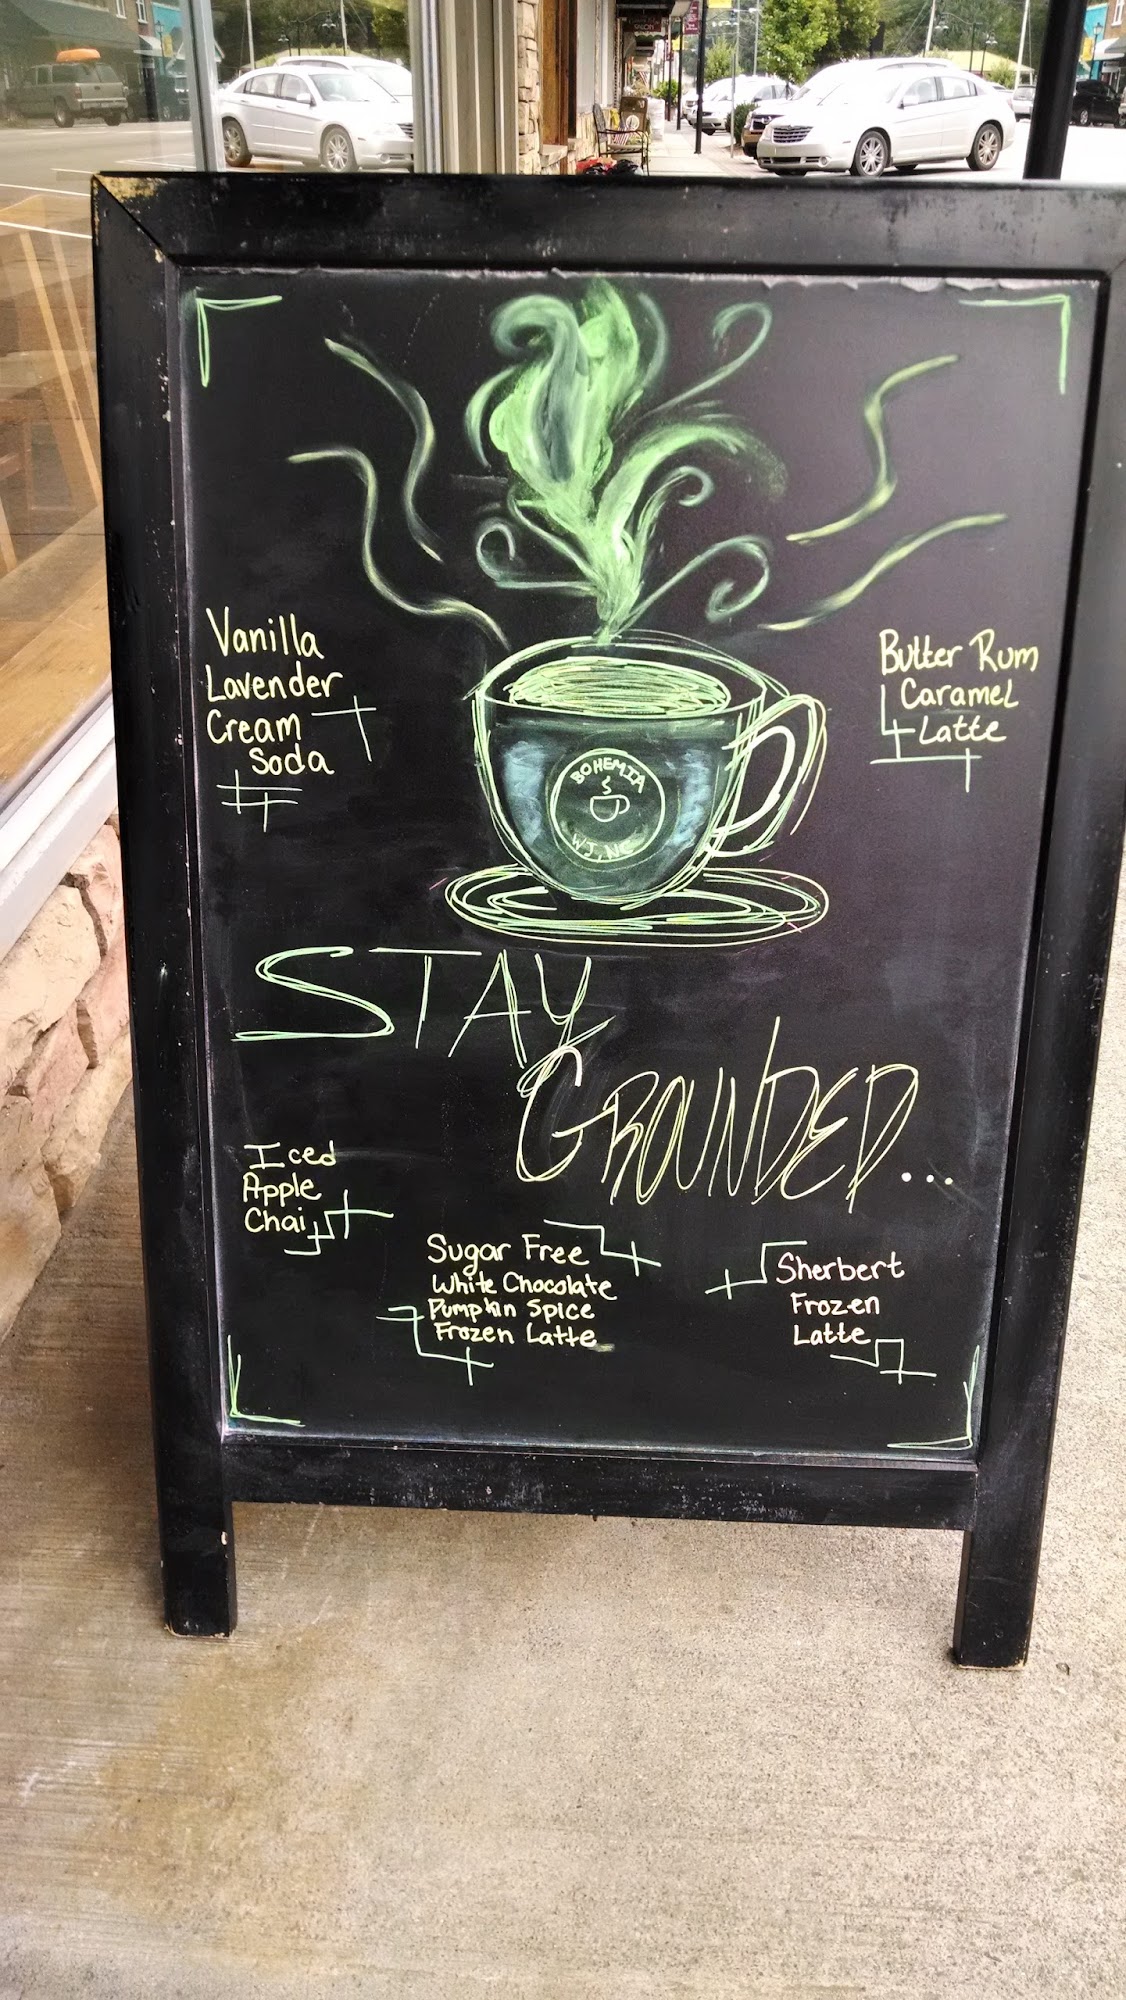 Vanilla
Lavender
Cream
Soda
Butter Rum
Caramel
Latte
BOHEMIA
WJ, NC
STAY
GROUNDED...
Iced
Apple
Chai
Sugar Free
White Chocolate
Pumpkin Spice
Frozen Latte
Sherbert
Frozen
Latte